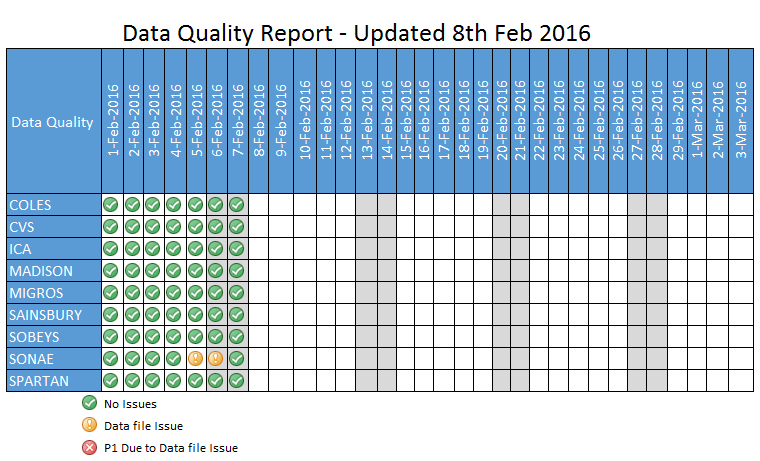 Data Quality Report - Updated 8th Feb 2016
Data Quality 1-Feb-2016 2-Feb-2016 3-Feb-2016 4-Feb-2016 5-Feb-2016 6-Feb-2016 7-Feb-2016 8-Feb-2016 9-Feb-2016 10-Feb-2016 11-Feb-2016 12-Feb-2016 13-Feb-2016 14-Feb-2016 15-Feb-2016 16-Feb-2016 17-Feb-2016 18-Feb-2016 19-Feb-2016 20-Feb-2016 21-Feb-2016 22-Feb-2016 23-Feb-2016 24-Feb-2016 25-Feb-2016 26-Feb-2016 27-Feb-2016 28-Feb-2016 29-Feb-2016 1-Mar-2016 2-Mar-2016 3-Mar-2016
COLES
CVS
ICA
MADISON
MIGROS
SAINSBURY
SOBEYS
SONAE
SPARTAN
No Issues
Data file Issue
P1 Due to Data file Issue